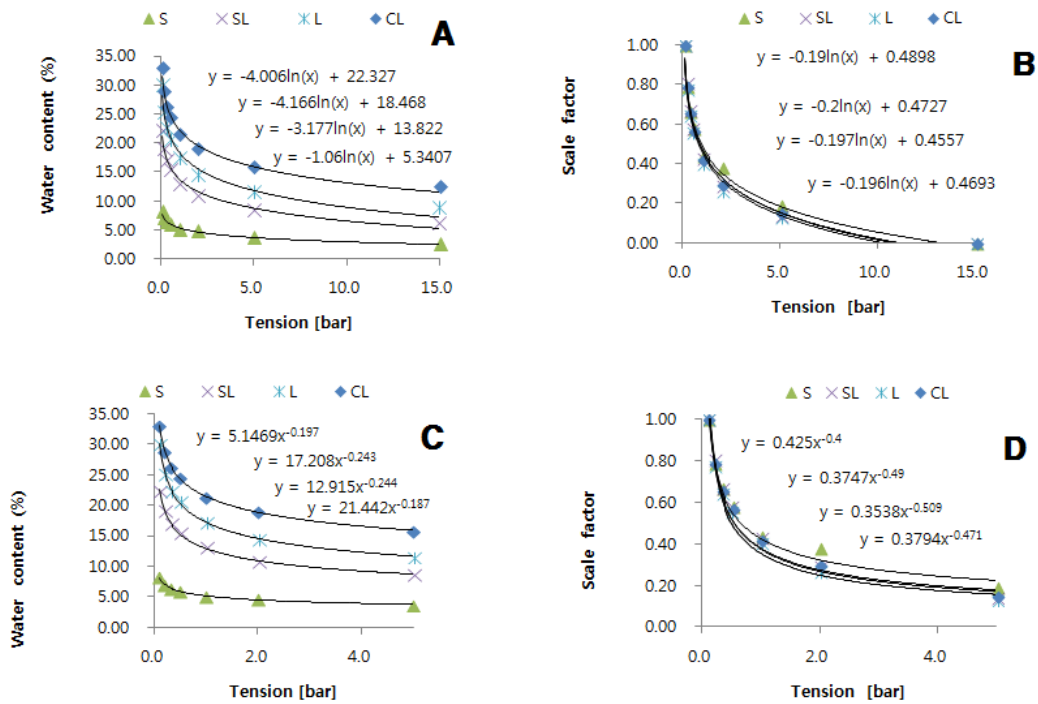 S SL L CL
A
Water content (%)
35.00
30.00
25.00
20.00
15.00
10.00
5.00
0.00
y = -4.006ln(x) + 22.327
y = -4.166ln(x) + 18.468
y = -3.177ln(x) + 13.822
y = -1.06ln(x) + 5.3407
0.0 5.0 10.0 15.0
Tension [bar]
S SL L CL
B
Scale factor
1.00
0.80
0.60
0.40
0.20
0.00
y = -0.19ln(x) + 0.4898
y = -0.2ln(x) + 0.4727
y = -0.197ln(x) + 0.4557
y = -0.196ln(x) + 0.4693
0.0 5.0 10.0 15.0
Tension [bar]
S SL L CL
C
Water content (%)
35.00
30.00
25.00
20.00
15.00
10.00
5.00
0.00
y = 5.1469x^-0.197
y = 17.208x^-0.243
y = 12.915x^-0.244
y = 21.442x^-0.187
0.0 2.0 4.0
Tension [bar]
S SL L CL
D
Scale factor
1.00
0.80
0.60
0.40
0.20
0.00
y = 0.425x^-0.4
y = 0.3747x^-0.49
y = 0.3538x^-0.509
y = 0.3794x^-0.471
0.0 2.0 4.0
Tension [bar]